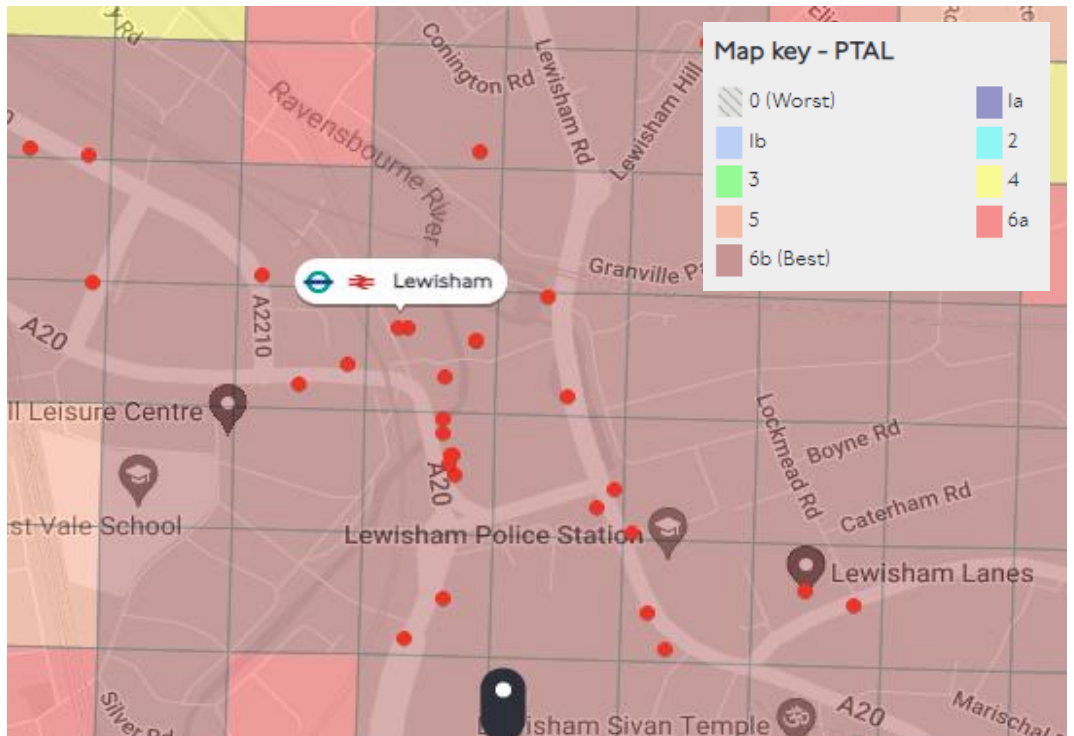 y Rd
Conington Rd
Lewisham Rd
Lewisham Hill
Map key - PTAL
0 (Worst)
Ia
Ib
2
3
4
5
6a
6b (Best)
Ravensbourne River
Granville P
Lewisham
A20
A2210
ll Leisure Centre
Lockmead Rd
Boyne Rd
A20
st Vale School
Caterham Rd
Lewisham Police Station
Lewisham Lanes
Silver Rd
Lewisham Sivan Temple
A20
Marischal